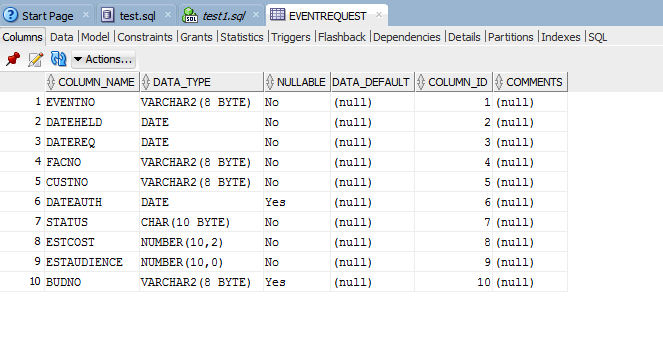 Start Page test.sql test1.sql EVENTREQUEST
Columns Data Model Constraints Grants Statistics Triggers Flashback Dependencies Details Partitions Indexes SQL
Actions...
COLUMN_NAME DATA_TYPE NULLABLE DATA_DEFAULT COLUMN_ID COMMENTS
1 EVENTNO VARCHAR2(8 BYTE) No (null) 1 (null)
2 DATEHELD DATE No (null) 2 (null)
3 DATEREQ DATE No (null) 3 (null)
4 FACNO VARCHAR2(8 BYTE) No (null) 4 (null)
5 CUSTNO VARCHAR2(8 BYTE) No (null) 5 (null)
6 DATEAUTH DATE Yes (null) 6 (null)
7 STATUS CHAR(10 BYTE) No (null) 7 (null)
8 ESTCOST NUMBER(10,2) No (null) 8 (null)
9 ESTAUDIENCE NUMBER(10,0) No (null) 9 (null)
10 BUDNO VARCHAR2(8 BYTE) Yes (null) 10 (null)